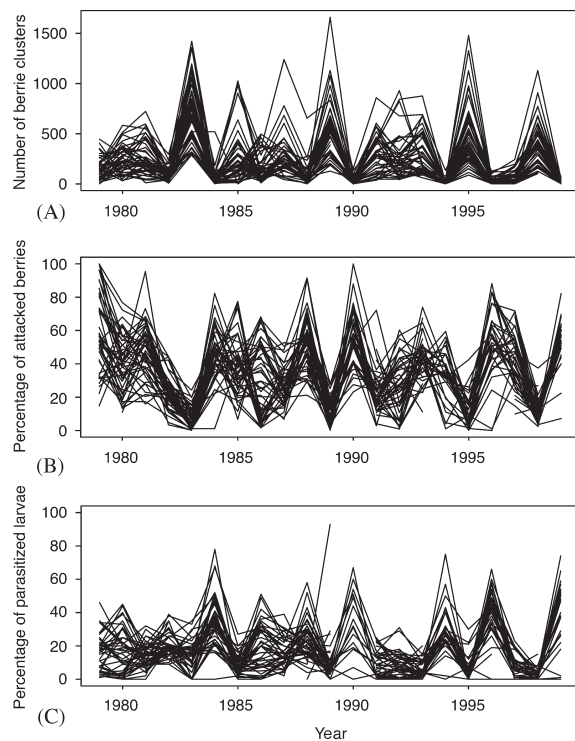 Number of berrie clusters
1500
1000
500
0
1980 1985 1990 1995
(A)
Percentage of attacked berries
100
80
60
40
20
0
1980 1985 1990 1995
(B)
Percentage of parasitized larvae
100
80
60
40
20
0
1980 1985 1990 1995
(C)
Year